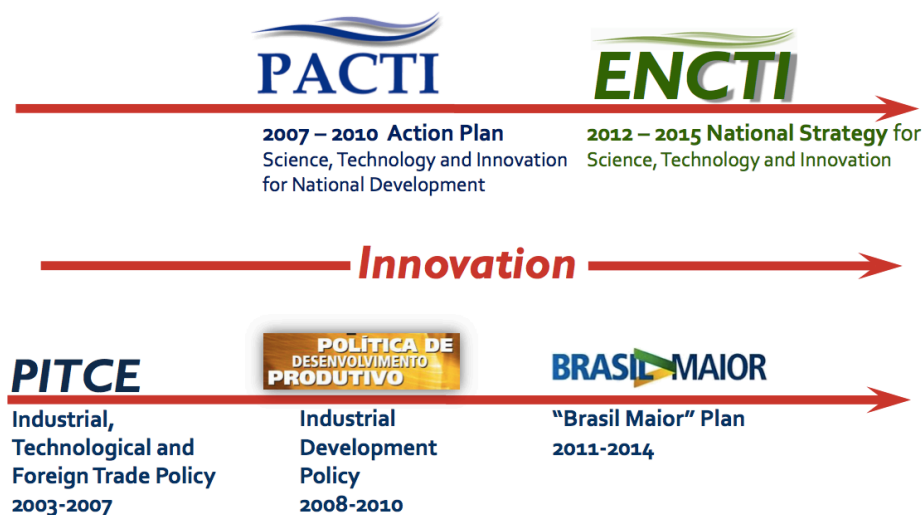 PACTI
ENCTI
2007 – 2010 Action Plan
Science, Technology and Innovation
for National Development
2012 – 2015 National Strategy for
Science, Technology and Innovation
Innovation
PITCE
Industrial,
Technological and
Foreign Trade Policy
2003-2007
POLÍTICA DE
DESENVOLVIMENTO
PRODUTIVO
Industrial
Development
Policy
2008-2010
BRASIL MAIOR
“Brasil Maior” Plan
2011-2014